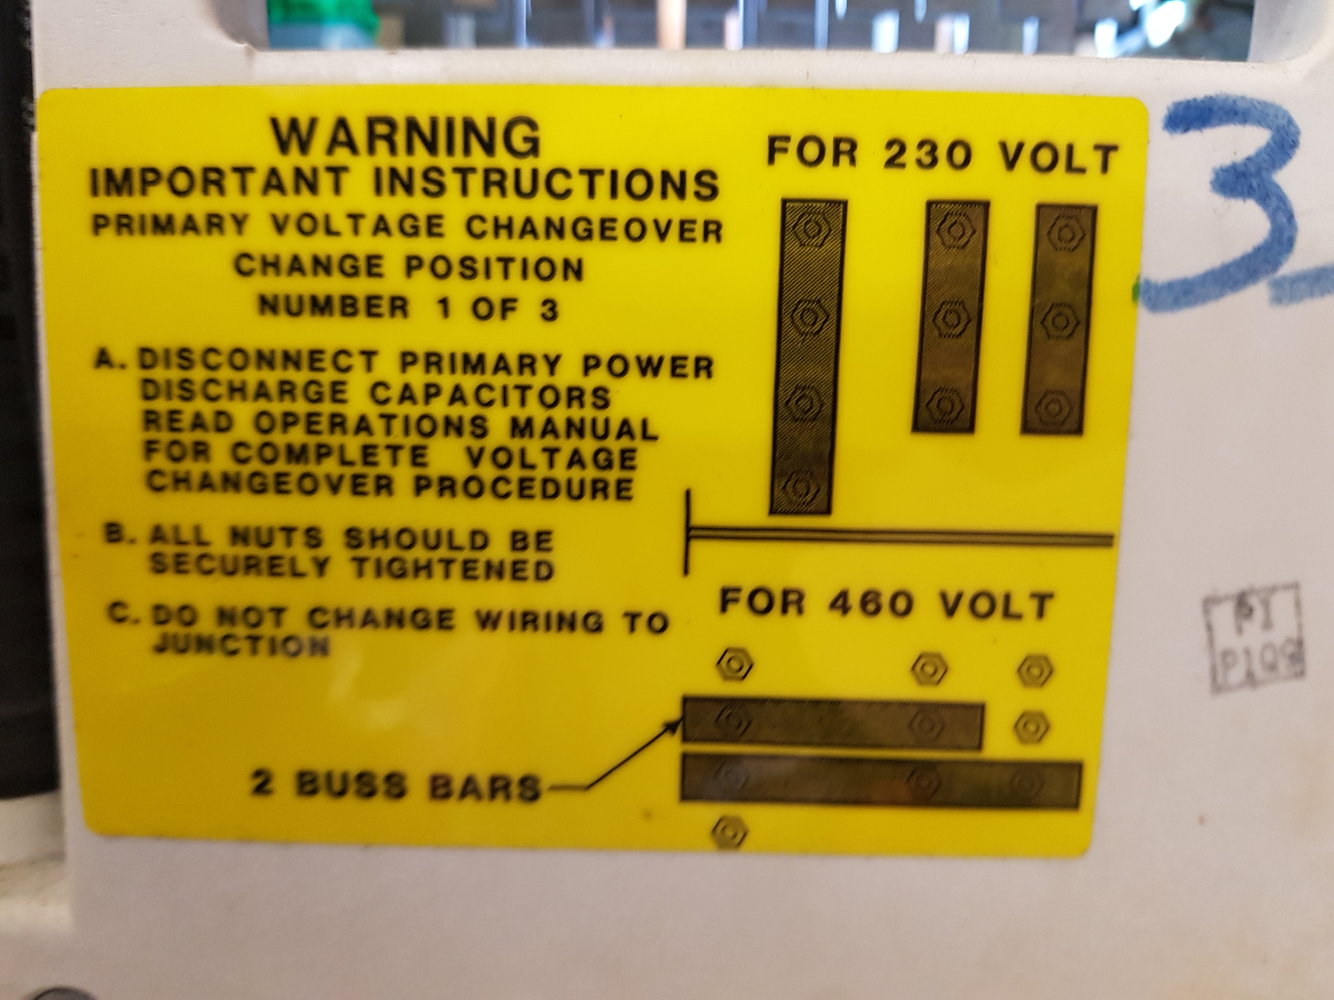 WARNING
IMPORTANT INSTRUCTIONS
PRIMARY VOLTAGE CHANGEOVER
CHANGE POSITION
NUMBER 1 OF 3
A. DISCONNECT PRIMARY POWER
DISCHARGE CAPACITORS
READ OPERATIONS MANUAL
FOR COMPLETE VOLTAGE
CHANGEOVER PROCEDURE
B. ALL NUTS SHOULD BE
SECURELY TIGHTENED
C. DO NOT CHANGE WIRING TO
JUNCTION
2 BUSS BARS
FOR 230 VOLT
FOR 460 VOLT
3